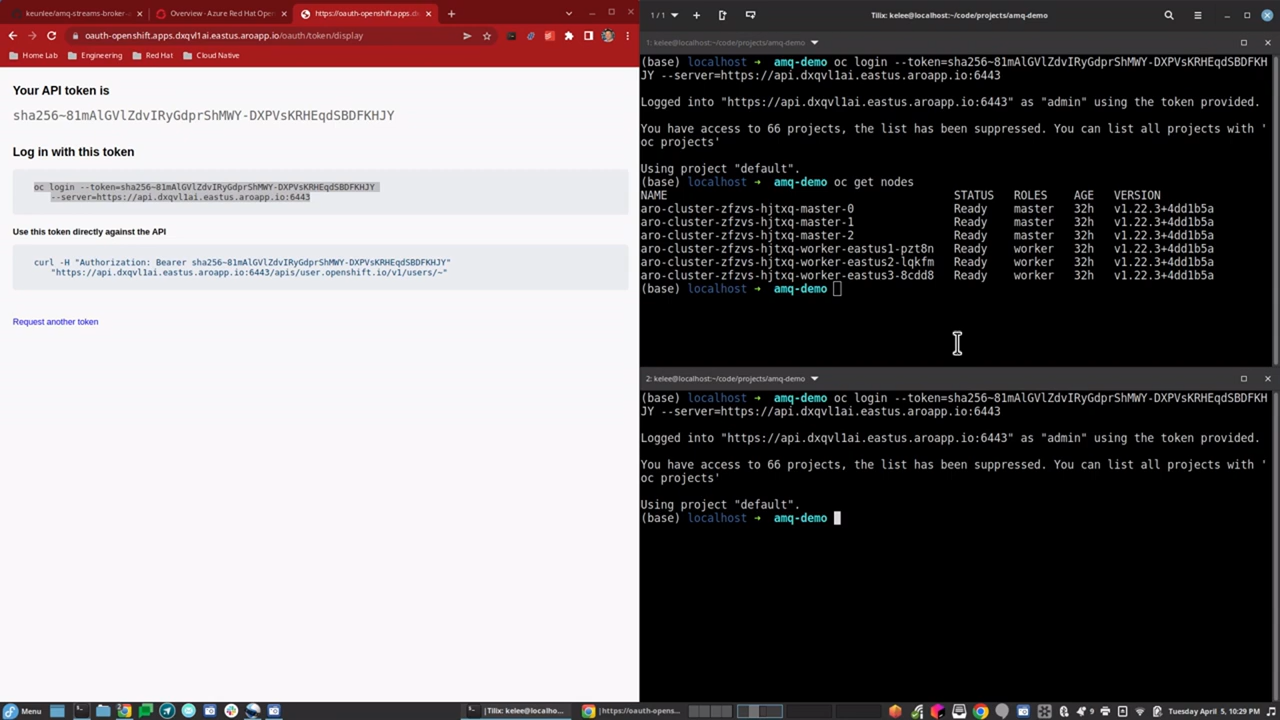 keunlee/amq-streams-broker-
Overview · Azure Red Hat Ope
https://oauth-openshift.apps.d
oauth-openshift.apps.dxqvl1ai.eastus.aroapp.io/oauth/token/display
Home Lab
Engineering
Red Hat
Cloud Native
Your API token is
sha256~81mAlGVlZdvIRyGdprShMWY-DXPVsKRHEqdSBDFKHJY
Log in with this token
oc login --token=sha256~81mAlGVlZdvIRyGdprShMWY-DXPVsKRHEqdSBDFKHJY
--server=https://api.dxqvl1ai.eastus.aroapp.io:6443
Use this token directly against the API
curl -H "Authorization: Bearer sha256~81mAlGVlZdvIRyGdprShMWY-DXPVsKRHEqdSBDFKHJY"
"https://api.dxqvl1ai.eastus.aroapp.io:6443/apis/user.openshift.io/v1/users/~"
Request another token
1 / 1
Tilix: kelee@localhost:~/code/projects/amq-demo
1: kelee@localhost:~/code/projects/amq-demo
(base) localhost ➜ amq-demo oc login --token=sha256~81mAlGVlZdvIRyGdprShMWY-DXPVsKRHEqdSBDFKH
JY --server=https://api.dxqvl1ai.eastus.aroapp.io:6443
Logged into "https://api.dxqvl1ai.eastus.aroapp.io:6443" as "admin" using the token provided.
You have access to 66 projects, the list has been suppressed. You can list all projects with '
oc projects'
Using project "default".
(base) localhost ➜ amq-demo oc get nodes
NAME STATUS ROLES AGE VERSION
aro-cluster-zfzvs-hjtxq-master-0 Ready master 32h v1.22.3+4dd1b5a
aro-cluster-zfzvs-hjtxq-master-1 Ready master 32h v1.22.3+4dd1b5a
aro-cluster-zfzvs-hjtxq-master-2 Ready master 32h v1.22.3+4dd1b5a
aro-cluster-zfzvs-hjtxq-worker-eastus1-pzt8n Ready worker 32h v1.22.3+4dd1b5a
aro-cluster-zfzvs-hjtxq-worker-eastus2-lqkfm Ready worker 32h v1.22.3+4dd1b5a
aro-cluster-zfzvs-hjtxq-worker-eastus3-8cdd8 Ready worker 32h v1.22.3+4dd1b5a
(base) localhost ➜ amq-demo
2: kelee@localhost:~/code/projects/amq-demo
(base) localhost ➜ amq-demo oc login --token=sha256~81mAlGVlZdvIRyGdprShMWY-DXPVsKRHEqdSBDFKH
JY --server=https://api.dxqvl1ai.eastus.aroapp.io:6443
Logged into "https://api.dxqvl1ai.eastus.aroapp.io:6443" as "admin" using the token provided.
You have access to 66 projects, the list has been suppressed. You can list all projects with '
oc projects'
Using project "default".
(base) localhost ➜ amq-demo
Menu
Tilix: kelee@localho...
https://oauth-opens...
9
Tuesday April 5, 10:29 PM